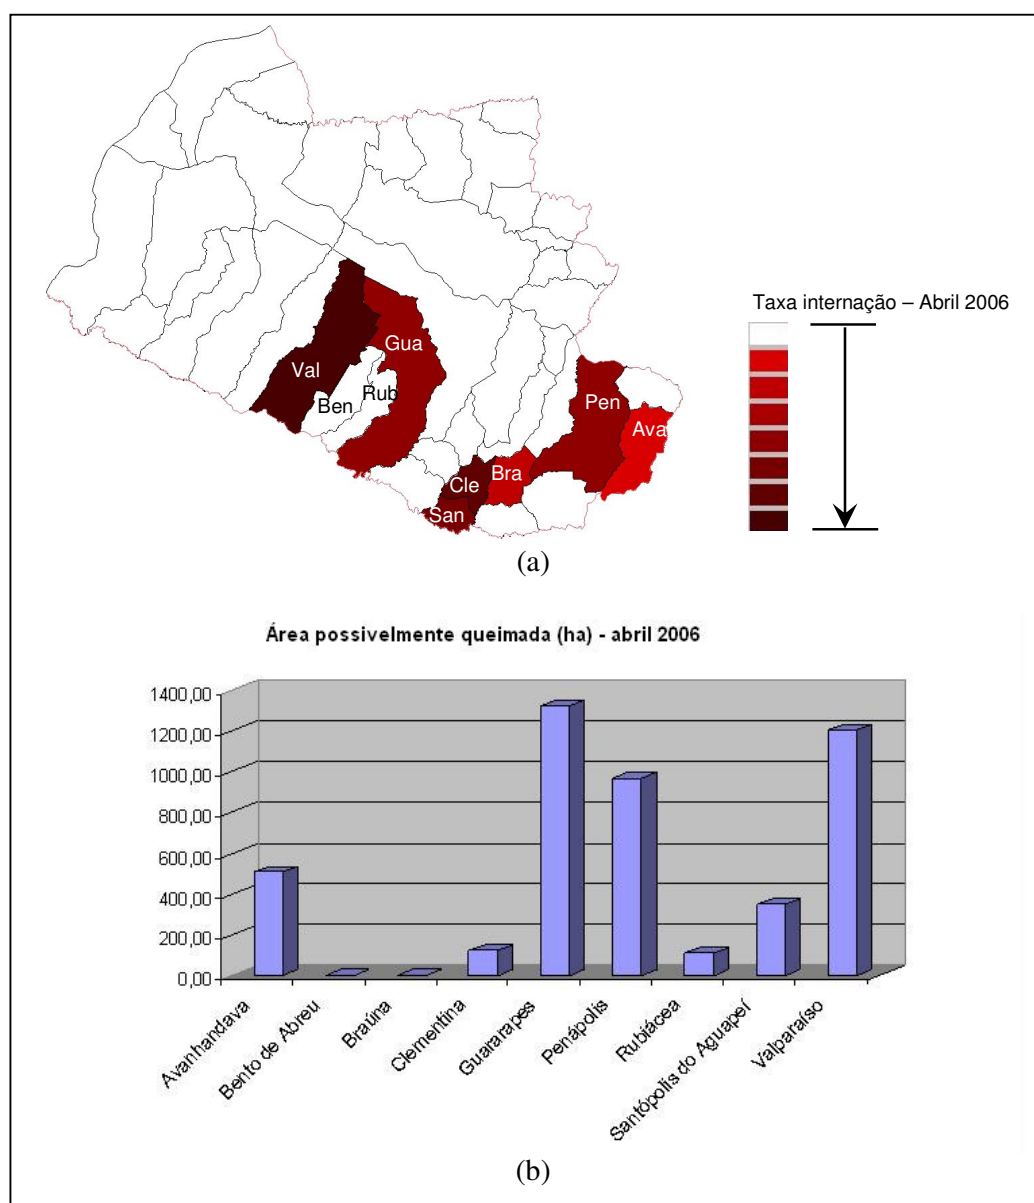 Taxa internação – Abril 2006
Gua
Val
Rub
Ben
Pen
Ava
Bra
Cle
San
(a)
Área possivelmente queimada (ha) - abril 2006
1400,00
1200,00
1000,00
800,00
600,00
400,00
200,00
0,00
Avanhandava
Bento de Abreu
Braúna
Clementina
Guararapes
Penápolis
Rubiácea
Santópolis do Aguapeí
Valparaíso
(b)